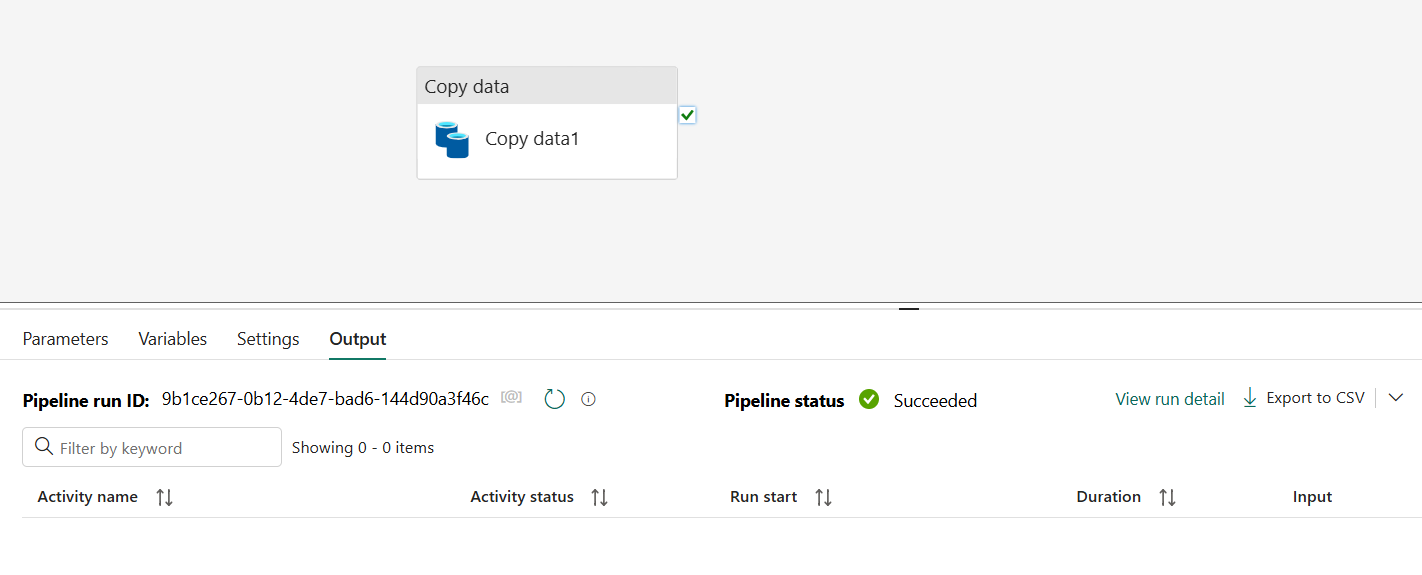 Copy data
Copy data1
Parameters Variables Settings Output
Pipeline run ID: 9b1ce267-0b12-4de7-bad6-144d90a3f46c [@] Pipeline status Succeeded View run detail Export to CSV
Filter by keyword Showing 0 - 0 items
Activity name Activity status Run start Duration Input